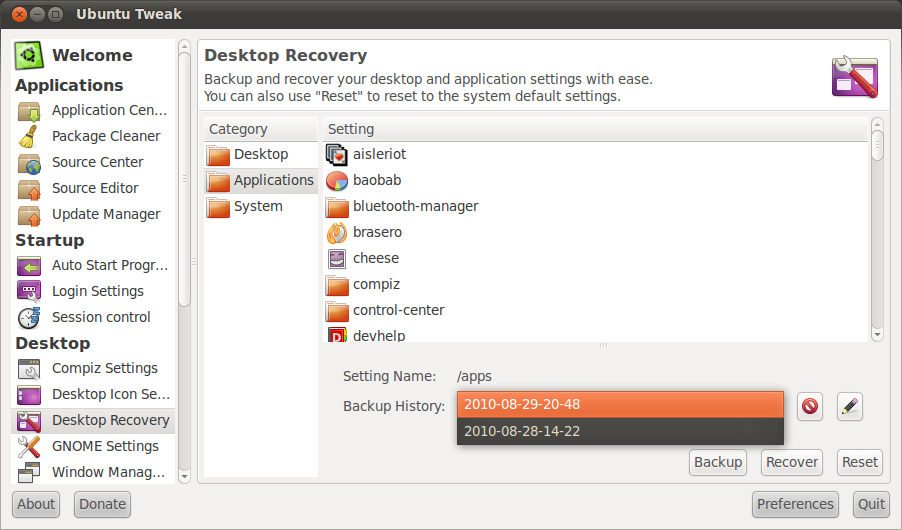 Ubuntu Tweak
Welcome
Applications
Application Cen...
Package Cleaner
Source Center
Source Editor
Update Manager
Startup
Auto Start Progr...
Login Settings
Session control
Desktop
Compiz Settings
Desktop Icon Se...
Desktop Recovery
GNOME Settings
Window Manag...
Desktop Recovery
Backup and recover your desktop and application settings with ease.
You can also use "Reset" to reset to the system default settings.
Category
Desktop
Applications
System
Setting
aisleriot
baobab
bluetooth-manager
brasero
cheese
compiz
control-center
devhelp
Setting Name: /apps
Backup History: 2010-08-29-20-48
2010-08-28-14-22
Backup Recover Reset
About Donate Preferences Quit